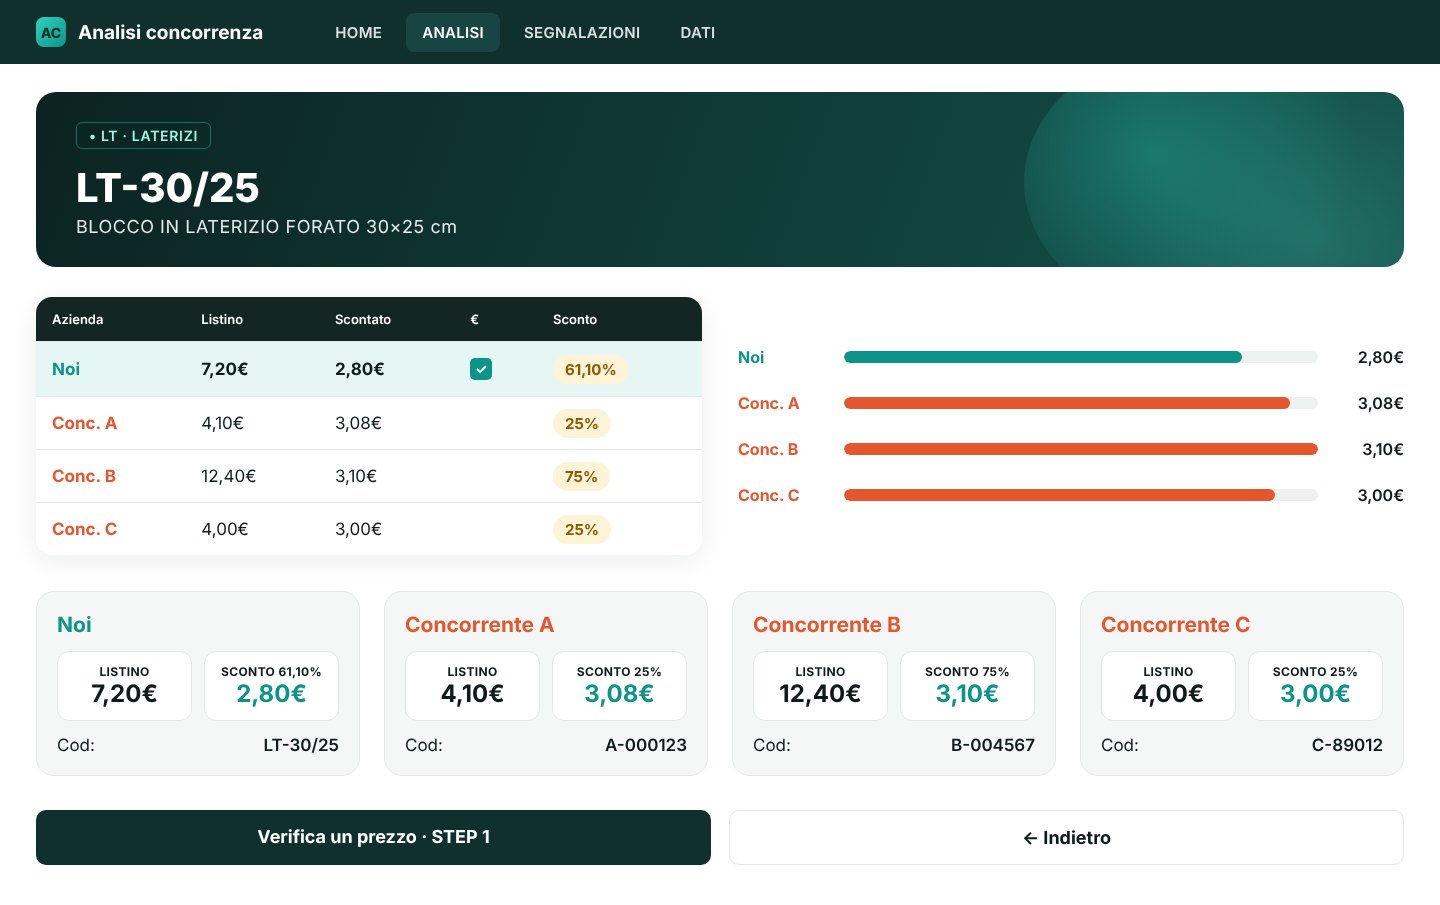 AC Analisi concorrenza HOME ANALISI SEGNALAZIONI DATI
• LT · LATERIZI
LT-30/25
BLOCCO IN LATERIZIO FORATO 30×25 cm
Azienda Listino Scontato € Sconto
Noi 7,20€ 2,80€ 61,10%
Conc. A 4,10€ 3,08€ 25%
Conc. B 12,40€ 3,10€ 75%
Conc. C 4,00€ 3,00€ 25%
Noi 2,80€
Conc. A 3,08€
Conc. B 3,10€
Conc. C 3,00€
Noi
LISTINO SCONTO 61,10%
7,20€ 2,80€
Cod: LT-30/25
Concorrente A
LISTINO SCONTO 25%
4,10€ 3,08€
Cod: A-000123
Concorrente B
LISTINO SCONTO 75%
12,40€ 3,10€
Cod: B-004567
Concorrente C
LISTINO SCONTO 25%
4,00€ 3,00€
Cod: C-89012
Verifica un prezzo · STEP 1
← Indietro